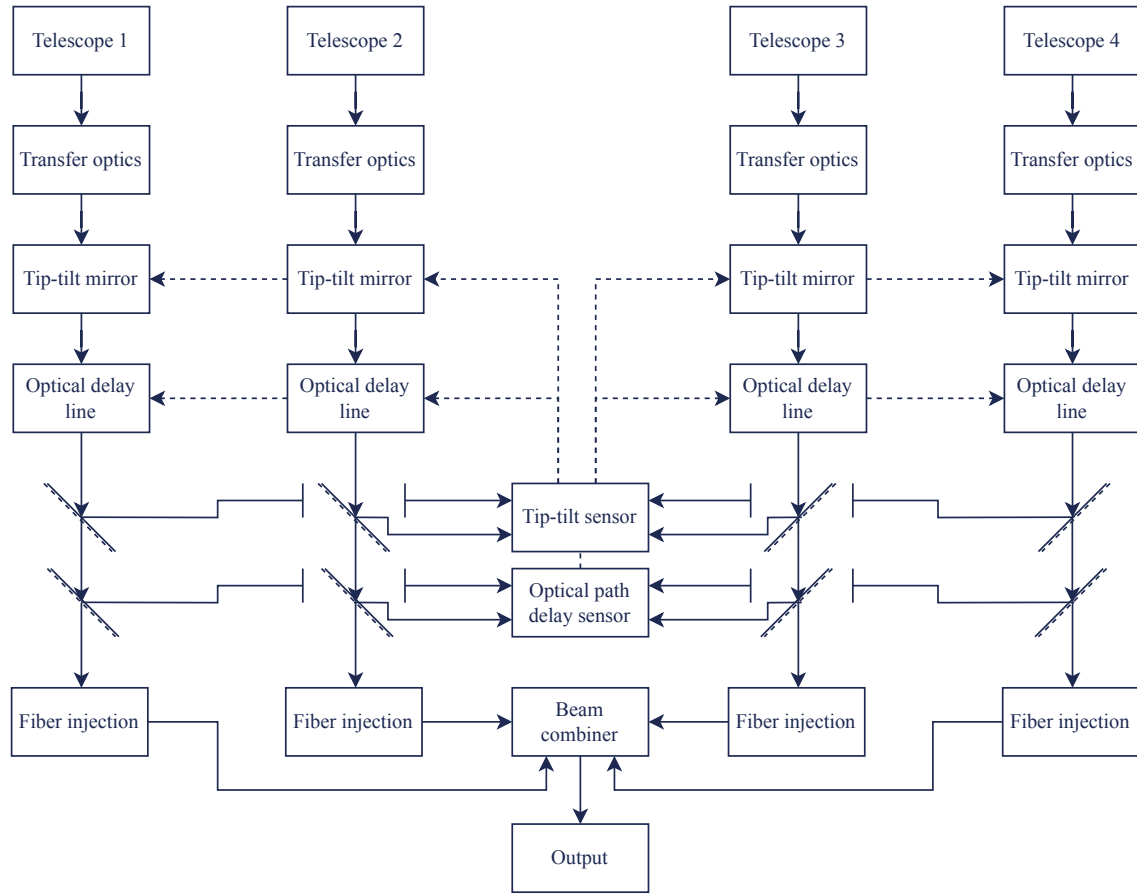 Telescope 1
Telescope 2
Telescope 3
Telescope 4
Transfer optics
Transfer optics
Transfer optics
Transfer optics
Tip-tilt mirror
Tip-tilt mirror
Tip-tilt mirror
Tip-tilt mirror
Optical delay
line
Optical delay
line
Optical delay
line
Optical delay
line
Tip-tilt sensor
Optical path
delay sensor
Fiber injection
Fiber injection
Beam
combiner
Fiber injection
Fiber injection
Output